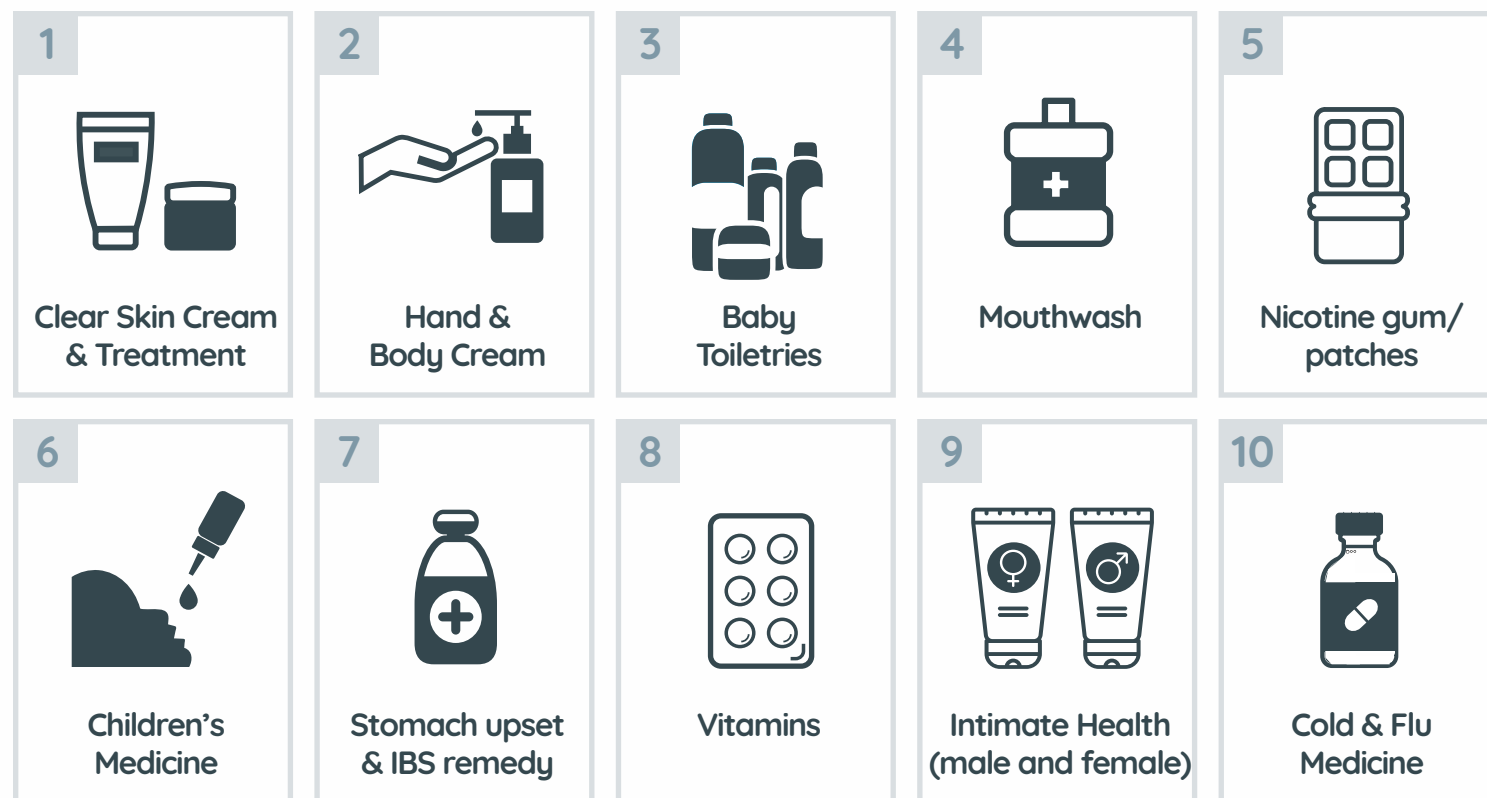 1
Clear Skin Cream
& Treatment
2
Hand &
Body Cream
3
Baby
Toiletries
4
Mouthwash
5
Nicotine gum/
patches
6
Children’s
Medicine
7
Stomach upset
& IBS remedy
8
Vitamins
9
Intimate Health
(male and female)
10
Cold & Flu
Medicine